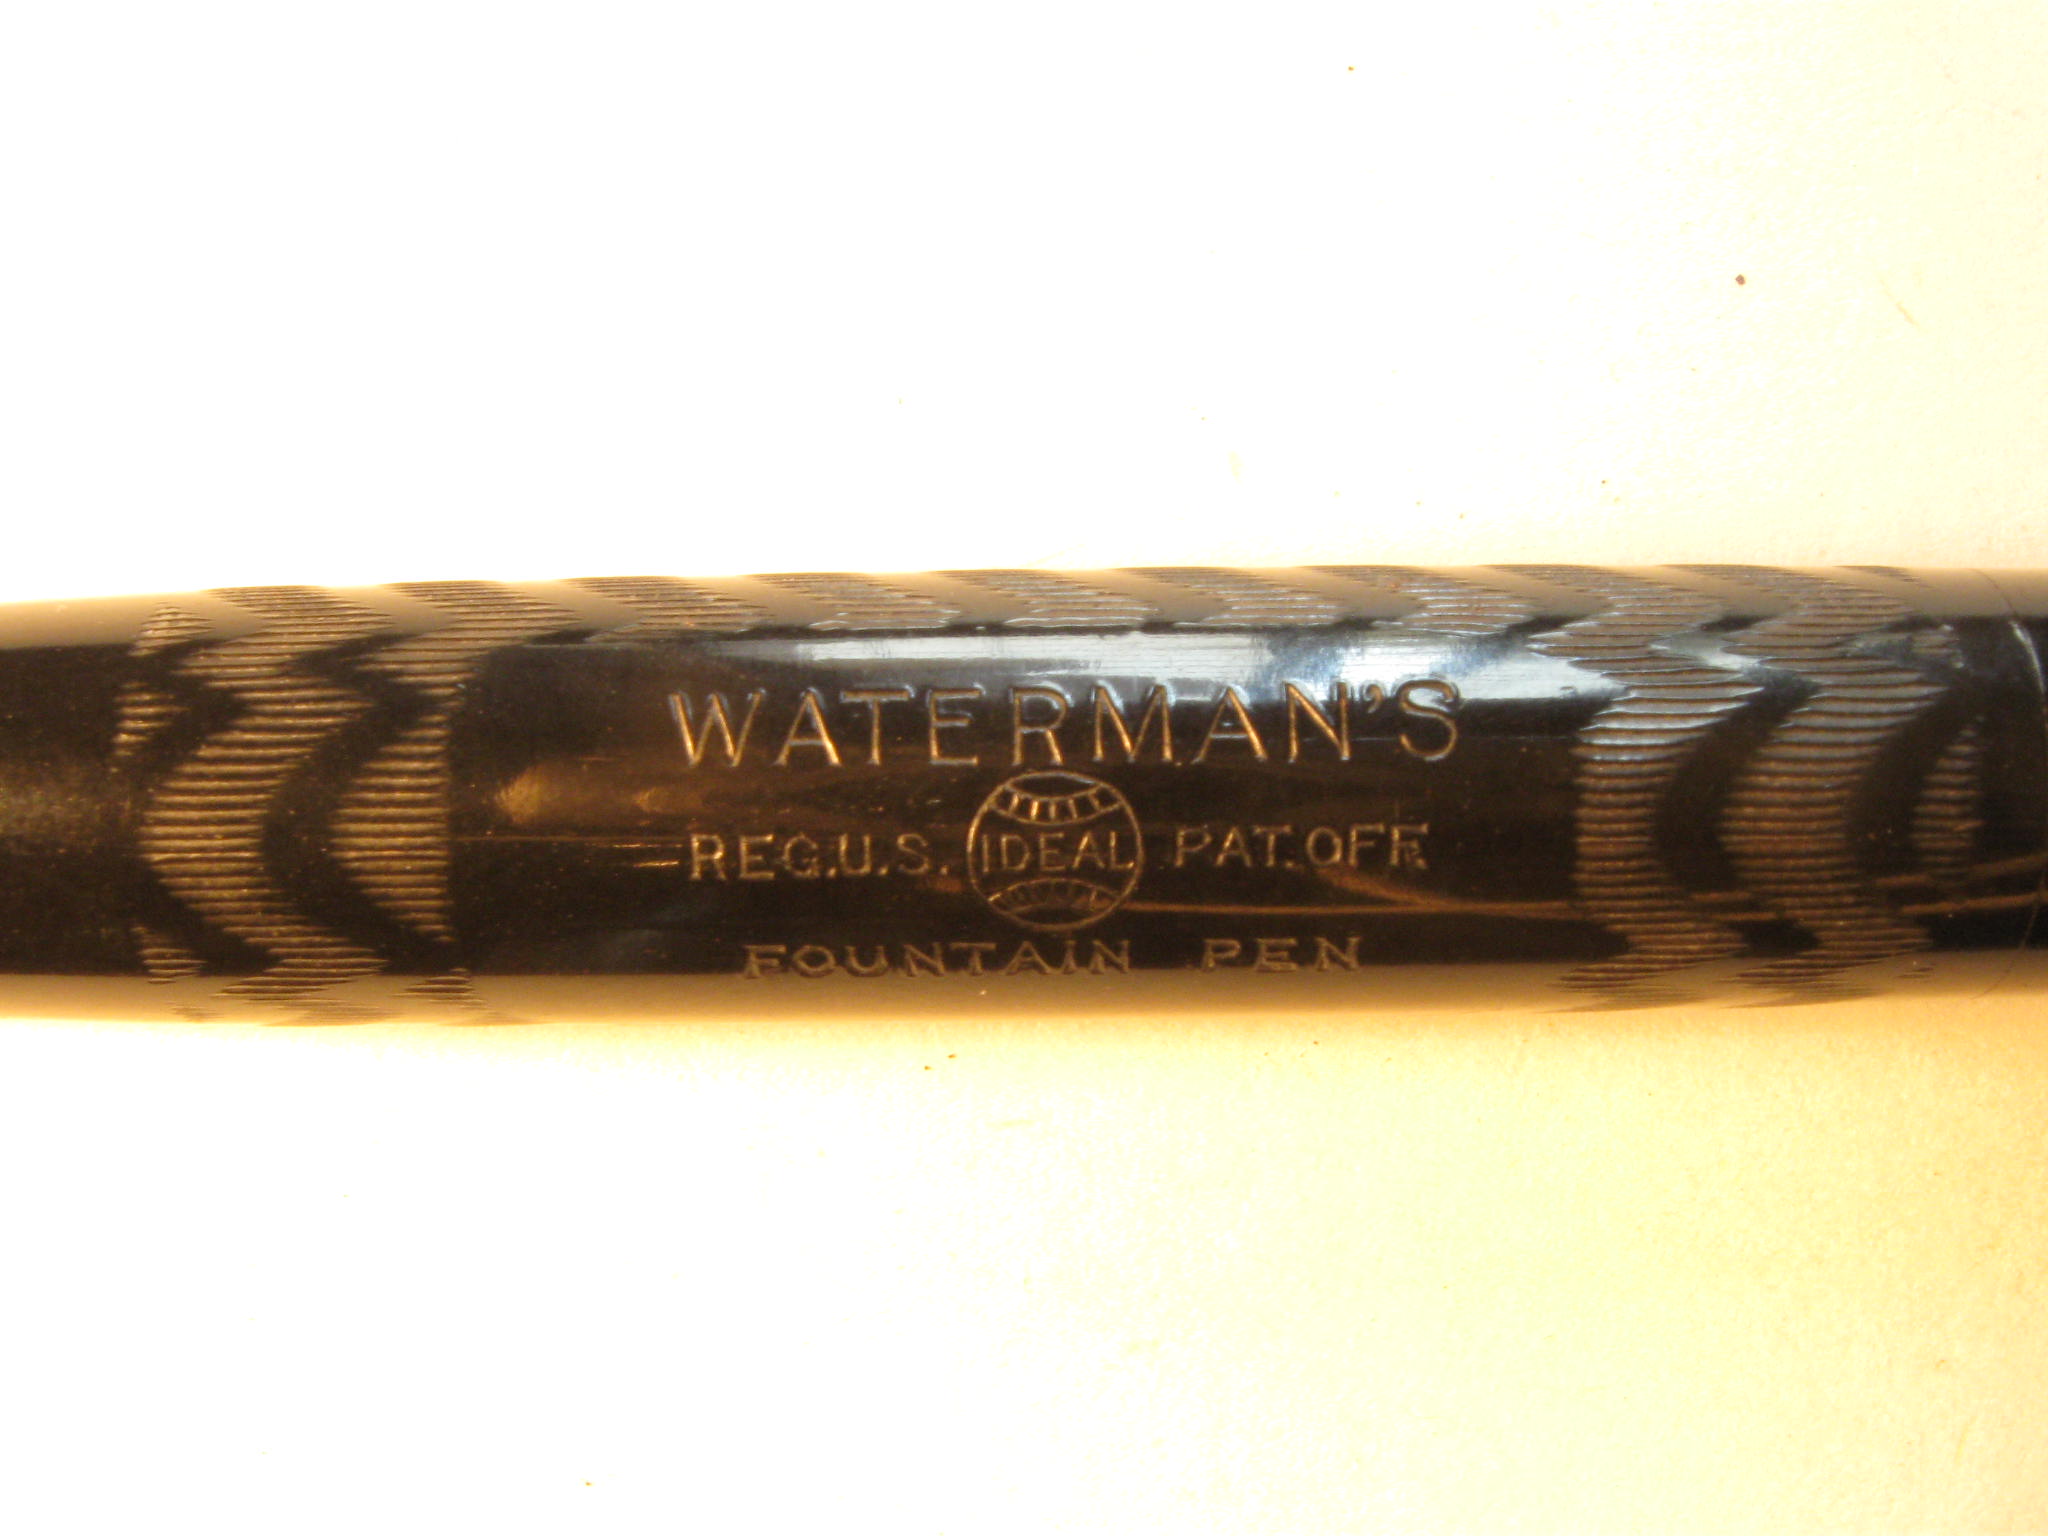 WATERMAN'S
REG.U.S. IDEAL PAT.OFF.
FOUNTAIN PEN